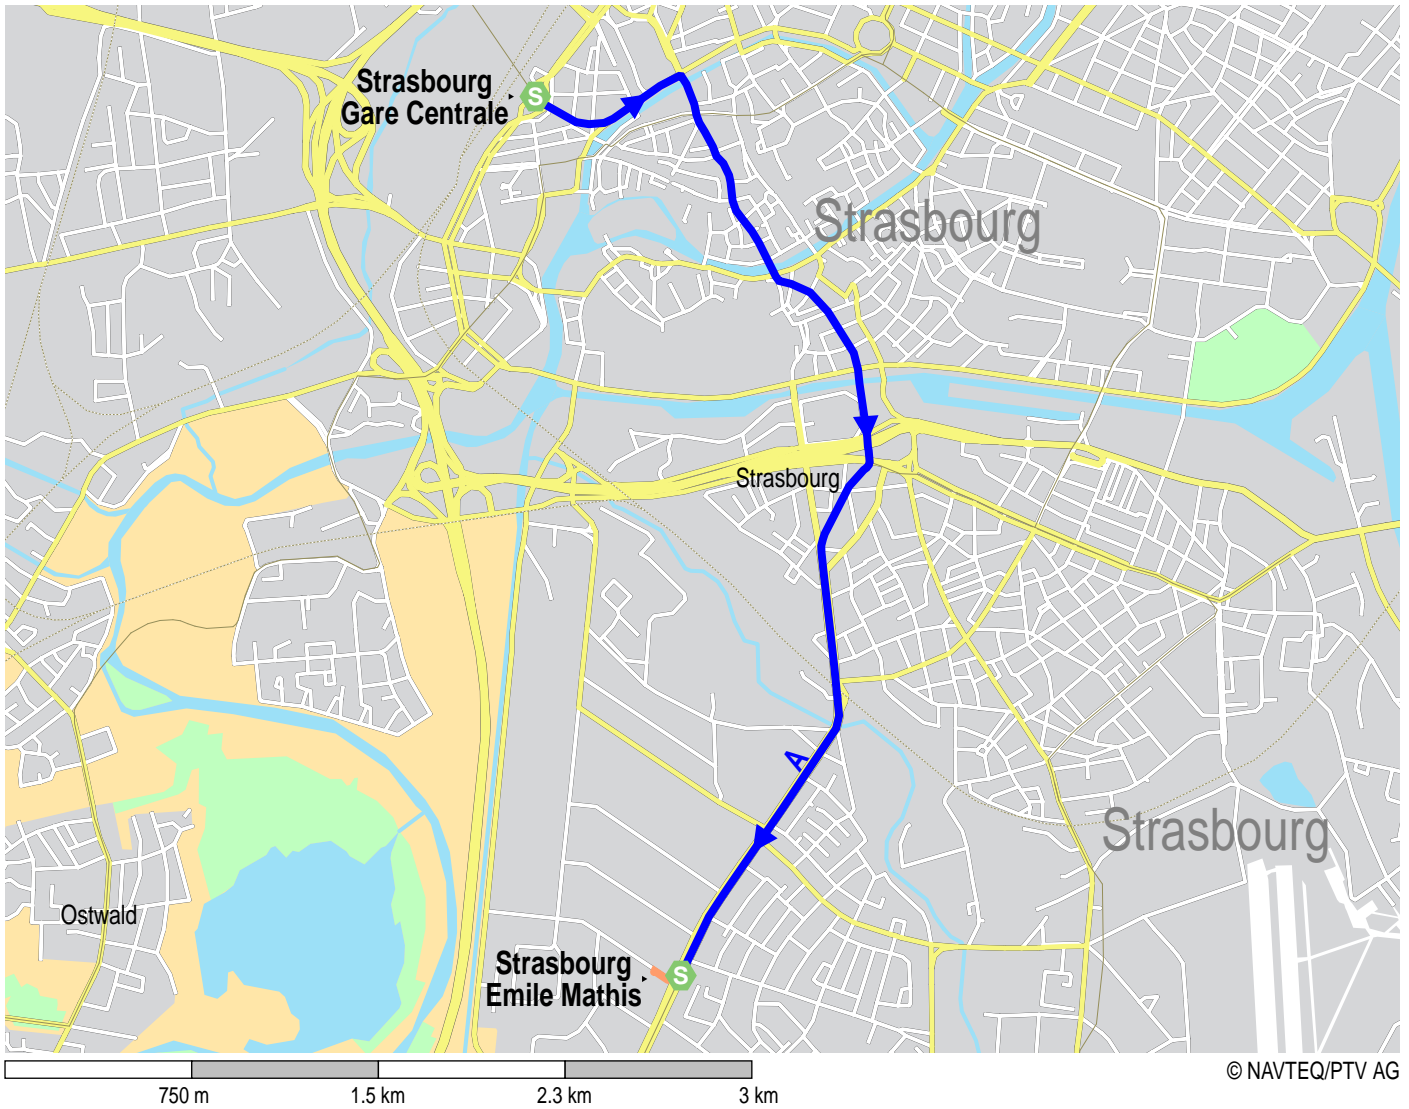 Strasbourg
Gare Centrale
S
Strasbourg
Strasbourg
A
Strasbourg
Ostwald
Strasbourg
Emile Mathis
S
750 m
1.5 km
2.3 km
3 km
© NAVTEQ/PTV AG